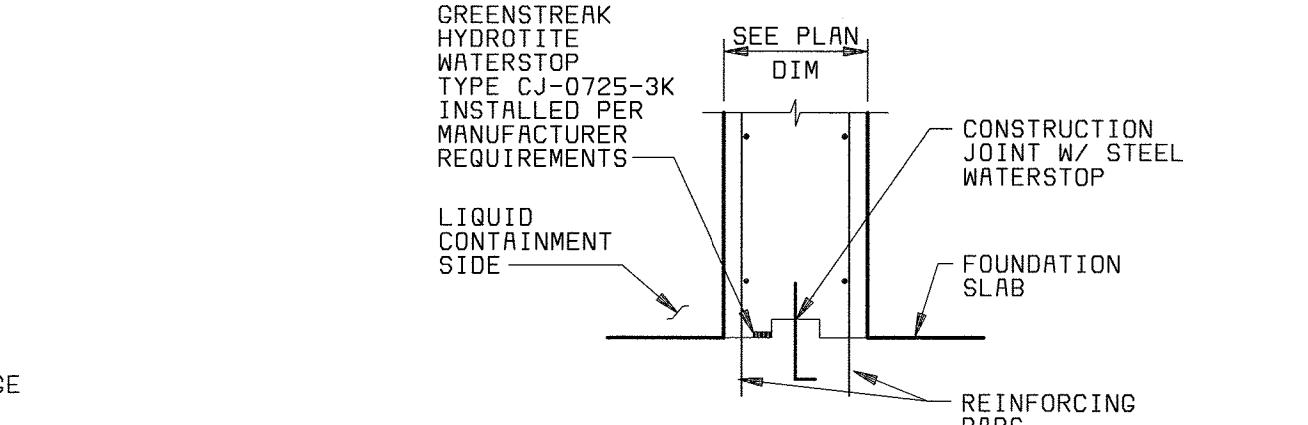 GREENSTREAK
HYDROTITE
WATERSTOP
TYPE CJ-0725-3K
INSTALLED PER
MANUFACTURER
REQUIREMENTS
LIQUID
CONTAINMENT
SIDE
SEE PLAN
DIM
CONSTRUCTION
JOINT W/ STEEL
WATERSTOP
FOUNDATION
SLAB
REINFORCING